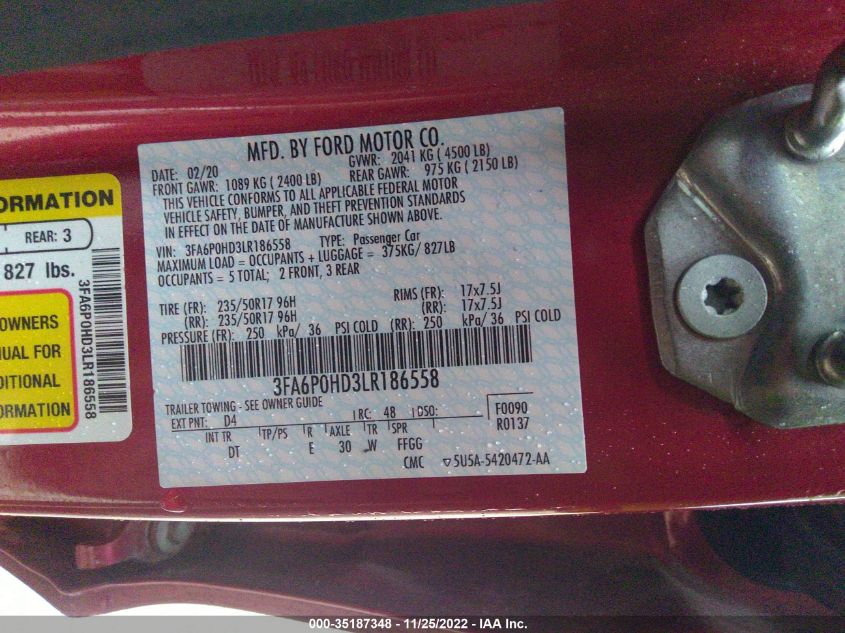 MFD. BY FORD MOTOR CO.
DATE: 02/20 GVWR: 2041 KG ( 4500 LB)
FRONT GAWR: 1089 KG ( 2400 LB) REAR GAWR: 975 KG ( 2150 LB)
THIS VEHICLE CONFORMS TO ALL APPLICABLE FEDERAL MOTOR
VEHICLE SAFETY, BUMPER, AND THEFT PREVENTION STANDARDS
IN EFFECT ON THE DATE OF MANUFACTURE SHOWN ABOVE.
VIN: 3FA6P0HD3LR186558 TYPE: Passenger Car
MAXIMUM LOAD = OCCUPANTS + LUGGAGE = 375KG/ 827LB
OCCUPANTS = 5 TOTAL; 2 FRONT, 3 REAR
TIRE (FR): 235/50R17 96H RIMS (FR): 17x7.5J
(RR): 235/50R17 96H (RR): 17x7.5J
PRESSURE (FR): 250 kPa/ 36 PSI COLD (RR): 250 kPa/ 36 PSI COLD
3FA6P0HD3LR186558
TRAILER TOWING - SEE OWNER GUIDE
EXT PNT: D4 RC: 48 DSO: F0090
INT TR TP/PS R AXLE TR SPR R0137
DT E 30 W FFGG
CMC 5U5A-5420472-AA
ORMATION
REAR: 3
827 lbs.
3FA6P0HD3LR186558
OWNERS
NUAL FOR
DITIONAL
FORMATION
000-35187348 - 11/25/2022 - IAA Inc.